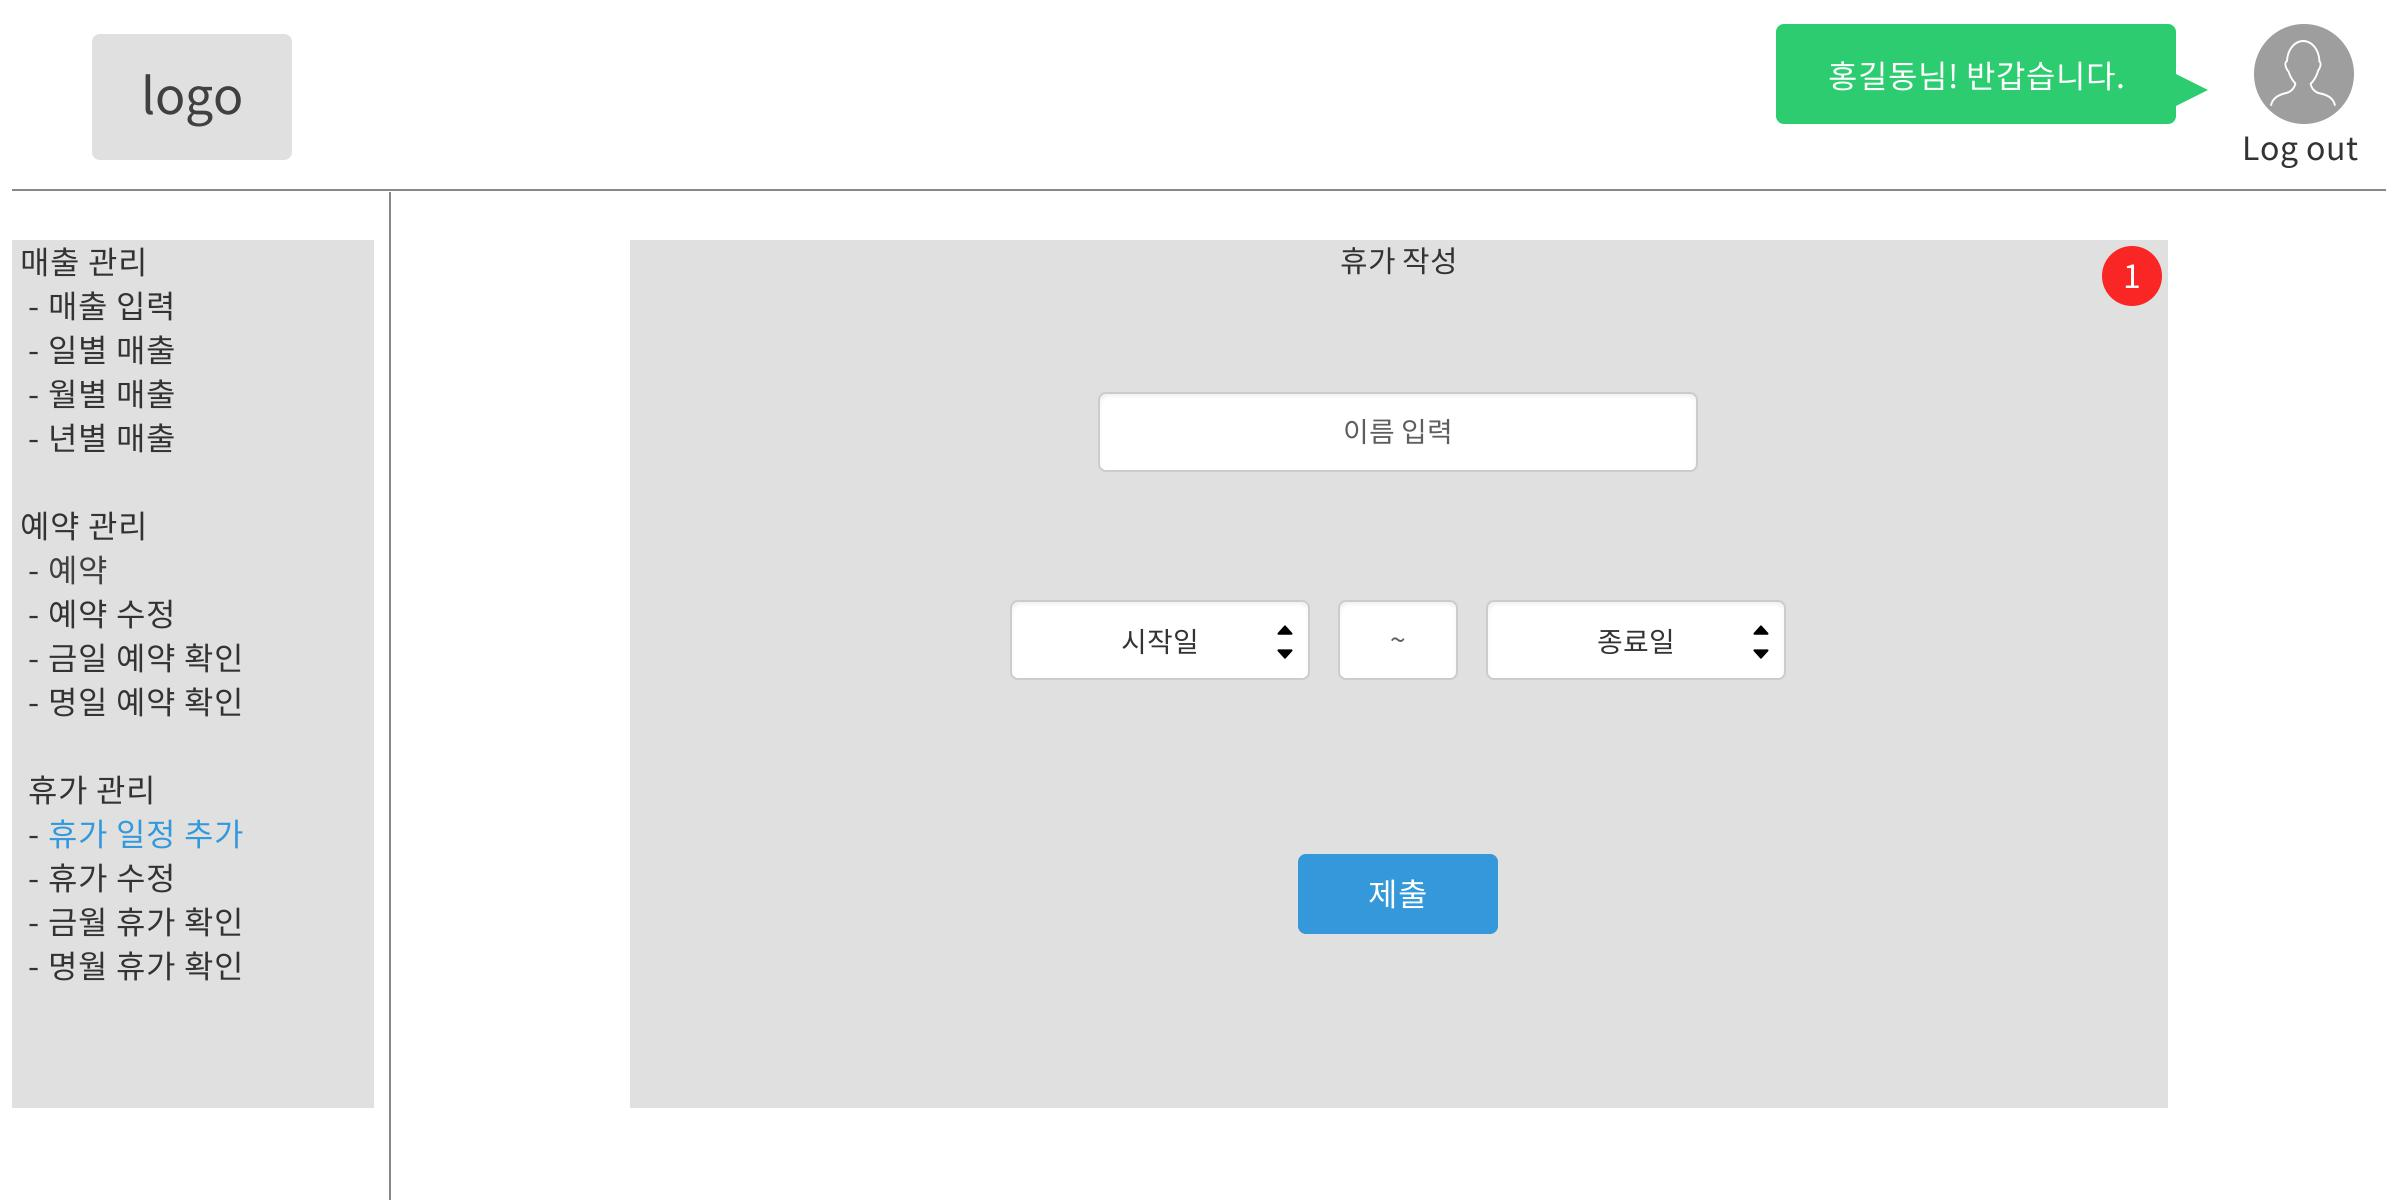 logo
홍길동님! 반갑습니다.
Log out
매출 관리
- 매출 입력
- 일별 매출
- 월별 매출
- 년별 매출
예약 관리
- 예약
- 예약 수정
- 금일 예약 확인
- 명일 예약 확인
휴가 관리
- 휴가 일정 추가
- 휴가 수정
- 금월 휴가 확인
- 명월 휴가 확인
휴가 작성
1
이름 입력
시작일 ~ 종료일
제출